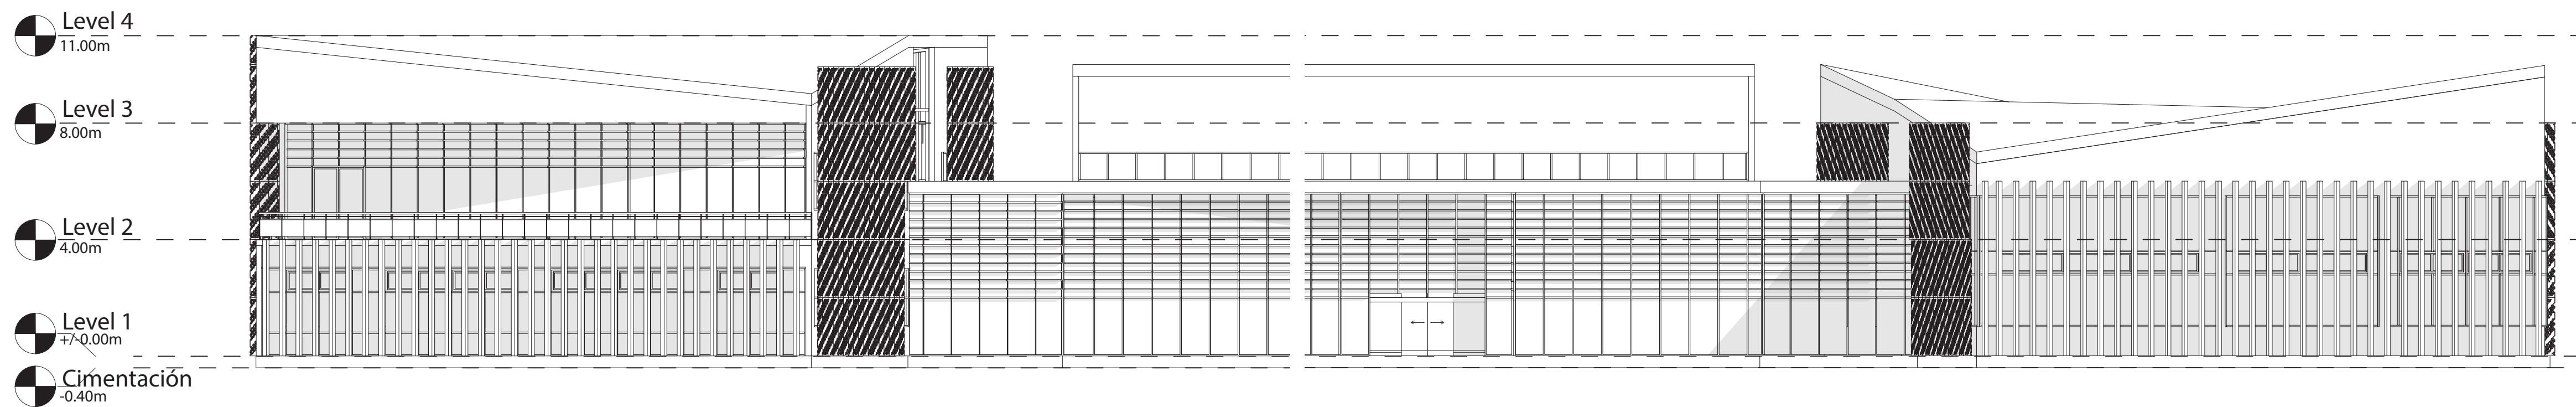 Level 4
11.00m
Level 3
8.00m
Level 2
4.00m
Level 1
+/-0.00m
Cimentación
-0.40m